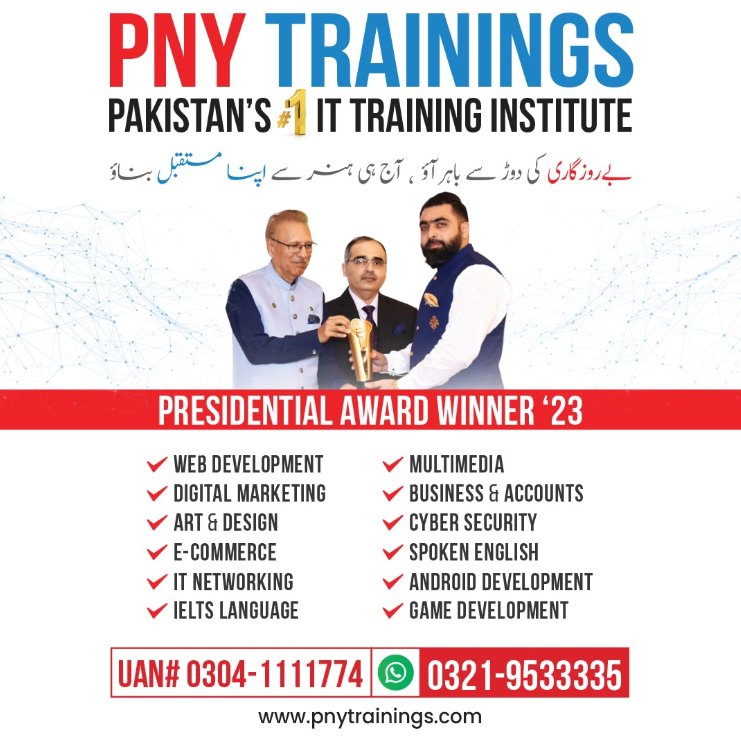 PNY TRAININGS
PAKISTAN'S #1 IT TRAINING INSTITUTE
بےروزگاری کی دوڑ سے باہر آؤ ، آج ہی ہنر سے اپنا مستقبل بناؤ
PRESIDENTIAL AWARD WINNER ‘23
WEB DEVELOPMENT
DIGITAL MARKETING
ART & DESIGN
E-COMMERCE
IT NETWORKING
IELTS LANGUAGE
MULTIMEDIA
BUSINESS & ACCOUNTS
CYBER SECURITY
SPOKEN ENGLISH
ANDROID DEVELOPMENT
GAME DEVELOPMENT
UAN# 0304-1111774 0321-9533335
www.pnytrainings.com